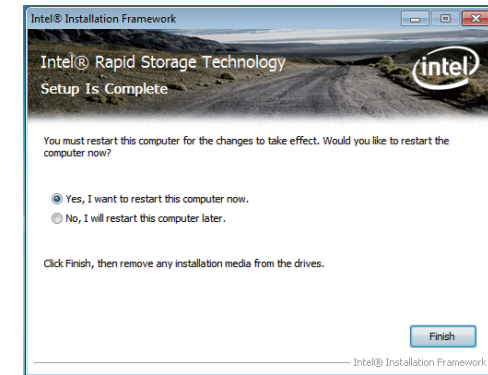 Intel® Installation Framework
Intel® Rapid Storage Technology
Setup Is Complete
intel
You must restart this computer for the changes to take effect. Would you like to restart the
computer now?
Yes, I want to restart this computer now.
No, I will restart this computer later.
Click Finish, then remove any installation media from the drives.
Finish
Intel® Installation Framework